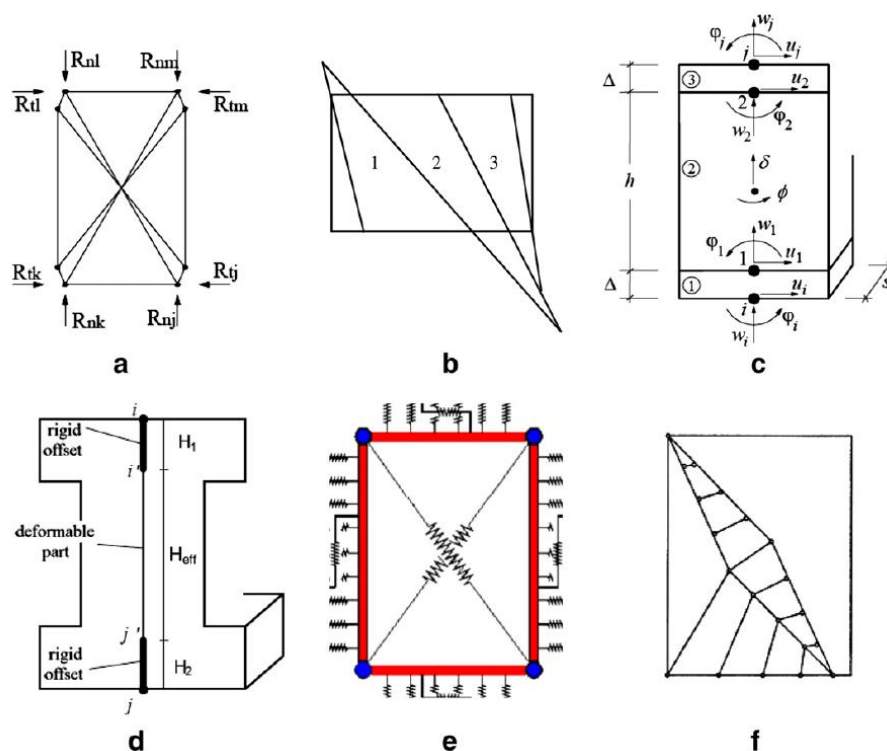 Rnl Rnm
Rtl Rtm
Rtk Rtj
Rnk Rnj
a
1 2 3
b
φj wj
j uj
Δ ③ u2
2 φ2
w2
h ② δ
ϕ
w1
φ1 u1
1
Δ ① ui
s
i
wi φi
c
i
rigid
offset
H1
i'
deformable
part
Heff
j'
rigid
offset
H2
j
d
e
f